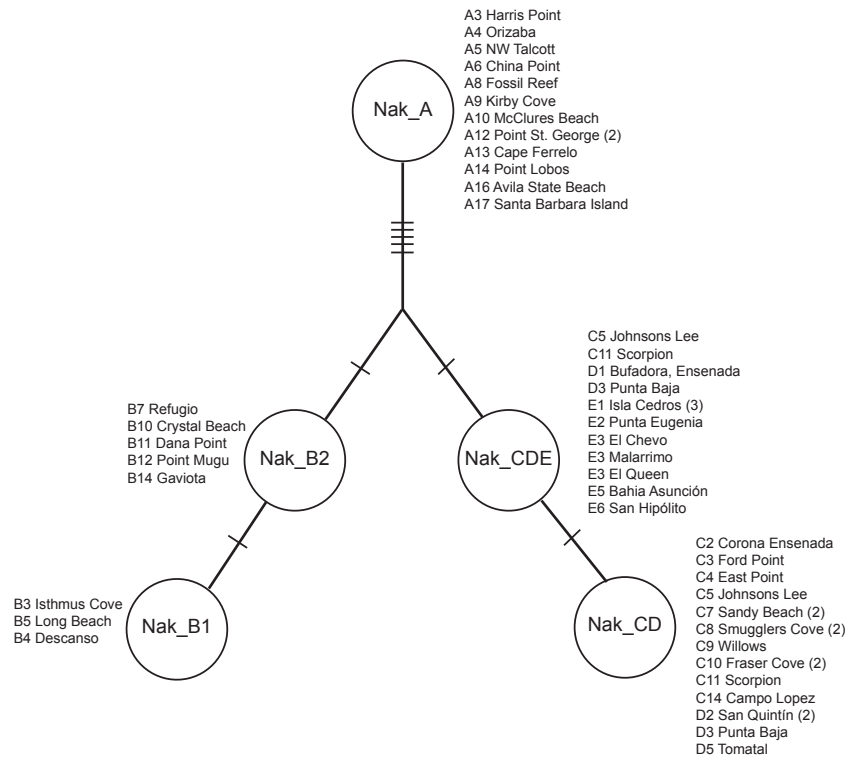 A3 Harris Point
A4 Orizaba
A5 NW Talcott
A6 China Point
A8 Fossil Reef
A9 Kirby Cove
A10 McClures Beach
A12 Point St. George (2)
A13 Cape Ferrelo
A14 Point Lobos
A16 Avila State Beach
A17 Santa Barbara Island
Nak_A
B7 Refugio
B10 Crystal Beach
B11 Dana Point
B12 Point Mugu
B14 Gaviota
Nak_B2
Nak_CDE
C5 Johnsons Lee
C11 Scorpion
D1 Bufadora, Ensenada
D3 Punta Baja
E1 Isla Cedros (3)
E2 Punta Eugenia
E3 El Chevo
E3 Malarrimo
E3 El Queen
E5 Bahia Asunción
E6 San Hipólito
B3 Isthmus Cove
B5 Long Beach
B4 Descanso
Nak_B1
Nak_CD
C2 Corona Ensenada
C3 Ford Point
C4 East Point
C5 Johnsons Lee
C7 Sandy Beach (2)
C8 Smugglers Cove (2)
C9 Willows
C10 Fraser Cove (2)
C11 Scorpion
C14 Campo Lopez
D2 San Quintín (2)
D3 Punta Baja
D5 Tomatal